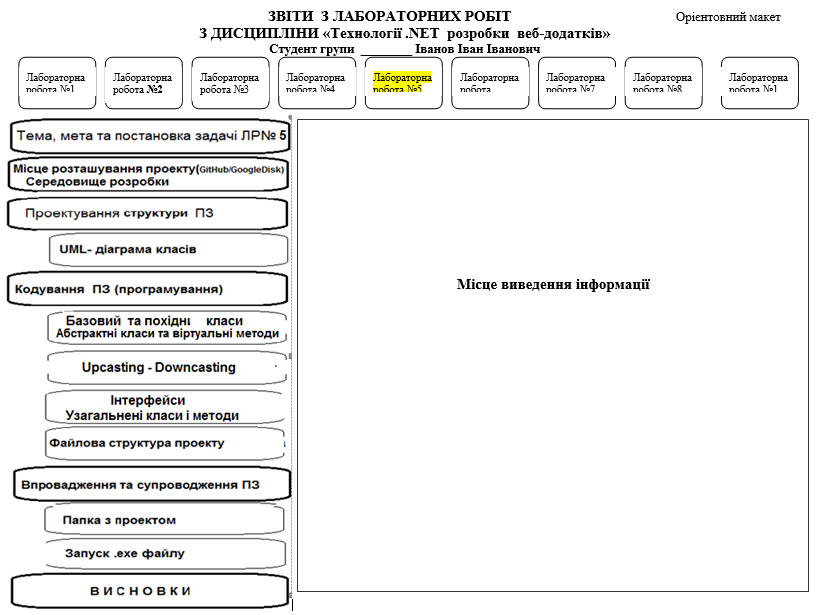 ЗВІТИ З ЛАБОРАТОРНИХ РОБІТ
Орієнтовний макет
З ДИСЦИПЛІНИ «Технології .NET розробки веб-додатків»
Студент групи ________ Іванов Іван Іванович
Лабораторна
робота №1
Лабораторна
робота №2
Лабораторна
робота №3
Лабораторна
робота №4
Лабораторна
робота №5
Лабораторна
робота
Лабораторна
робота №7
Лабораторна
робота №8
Лабораторна
робота №1
Тема, мета та постановка задачі ЛР№ 5
Місце розташування проекту(GitHub/GoogleDisk)
Середовище розробки
Проектування структури ПЗ
UML- діаграма класів
Кодування ПЗ (програмування)
Базовий та похідні класи
Абстрактні класи та віртуальні методи
Upcasting - Downcasting
Інтерфейси
Узагальнені класи і методи
Файлова структура проекту
Впровадження та супроводження ПЗ
Папка з проектом
Запуск .exe файлу
В И С Н О В К И
Місце виведення інформації